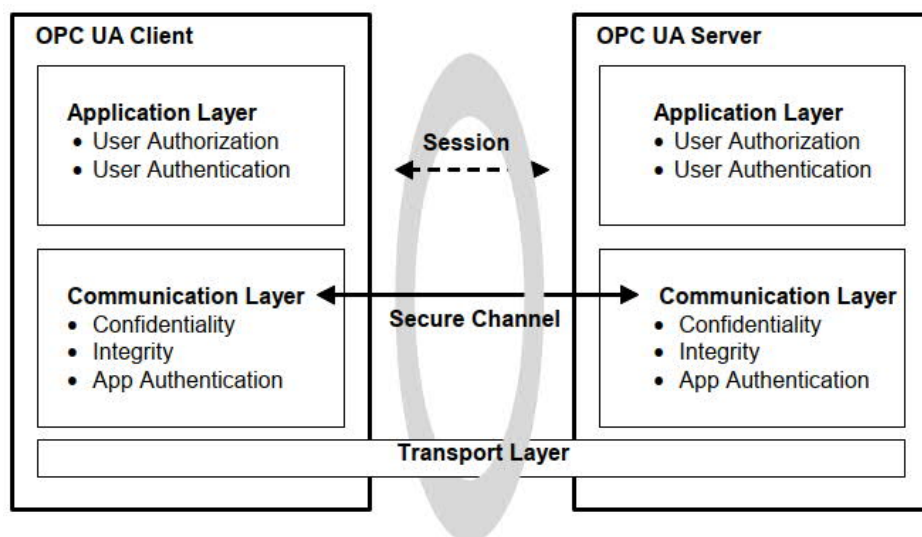 OPC UA Client
Application Layer
• User Authorization
• User Authentication
Communication Layer
• Confidentiality
• Integrity
• App Authentication
Session
Secure Channel
Transport Layer
OPC UA Server
Application Layer
• User Authorization
• User Authentication
Communication Layer
• Confidentiality
• Integrity
• App Authentication